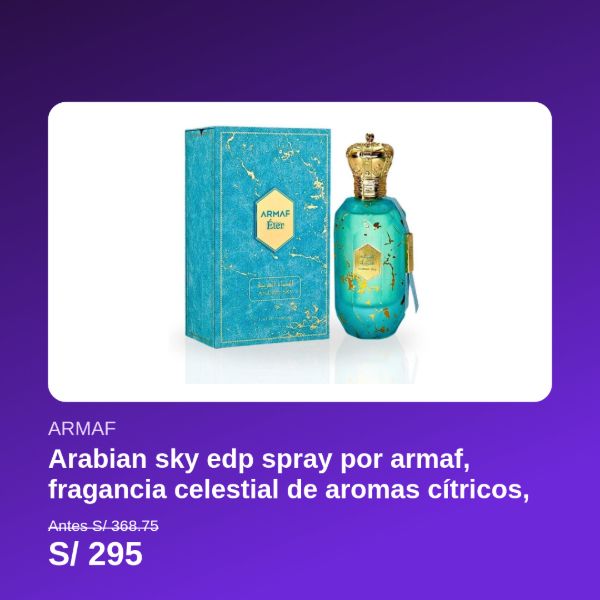 ARMAF
Éter
ARMAF
Arabian sky edp spray por armaf,
fragancia celestial de aromas cítricos,
Antes S/ 368.75
S/ 295